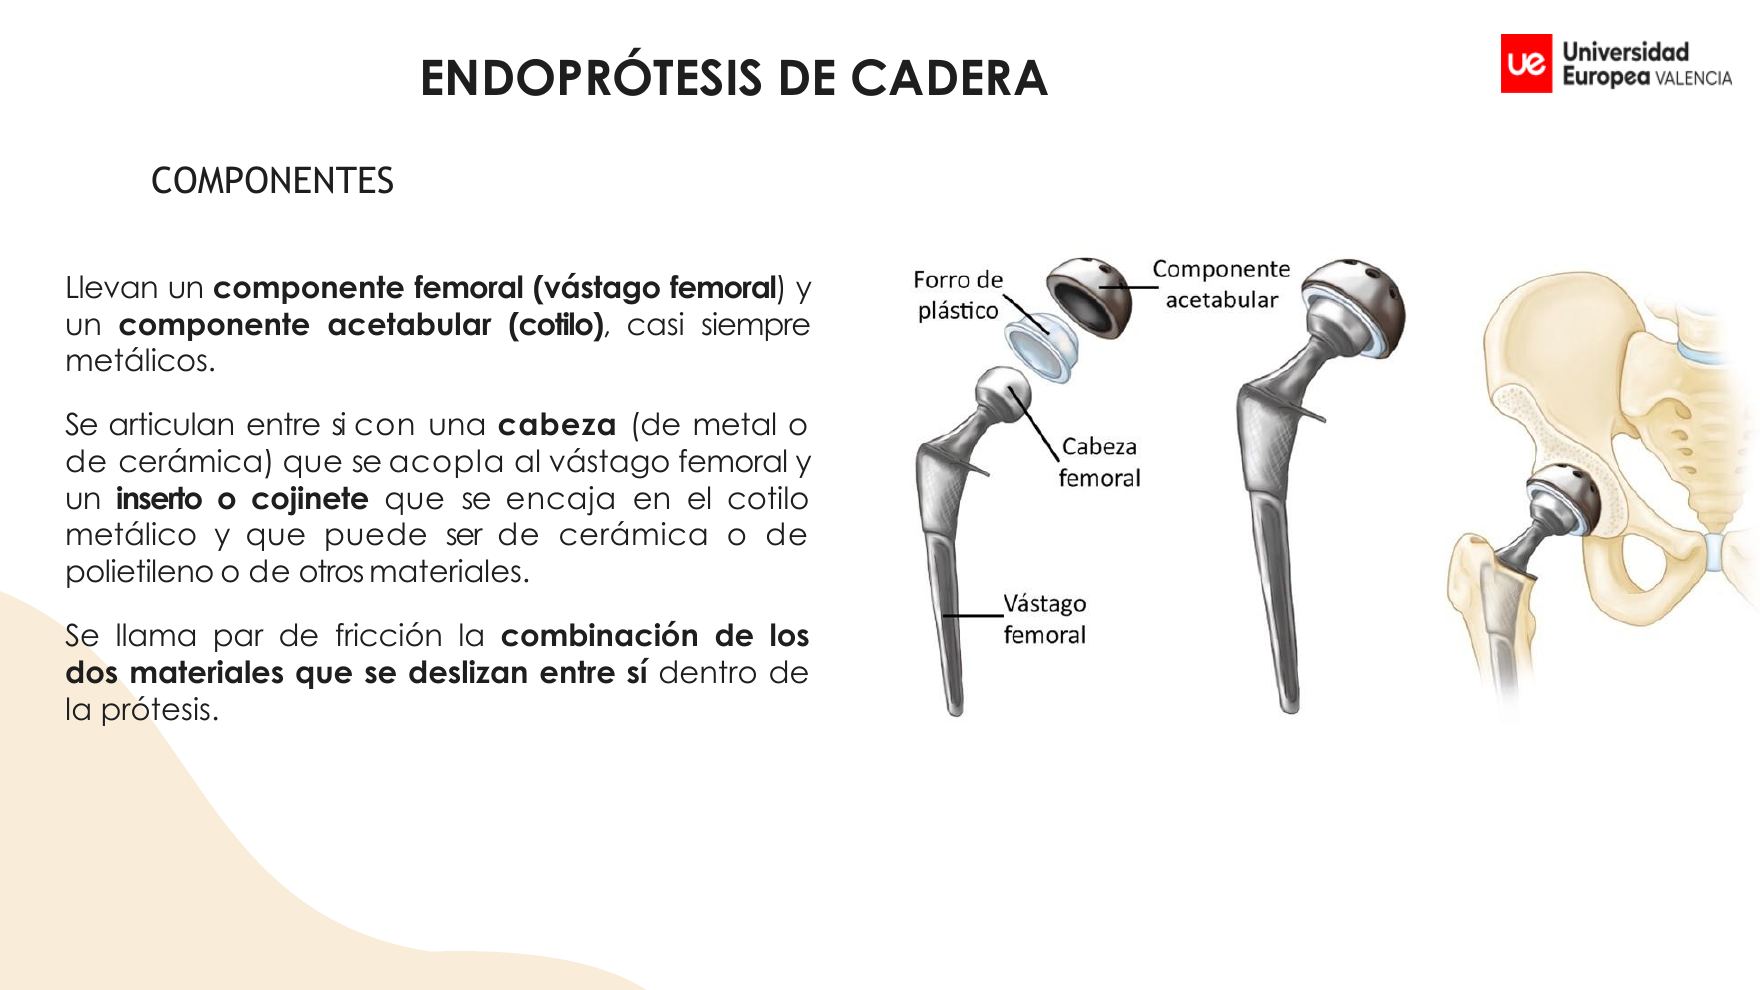 ENDOPRÓTESIS DE CADERA
ue Universidad
Europea VALENCIA
COMPONENTES
Llevan un componente femoral (vástago femoral) y
un componente acetabular (cotilo), casi siempre
metálicos.
Se articulan entre si con una cabeza (de metal o
de cerámica) que se acopla al vástago femoral y
un inserto o cojinete que se encaja en el cotilo
metálico y que puede ser de cerámica o de
polietileno o de otros materiales.
Se llama par de fricción la combinación de los
dos materiales que se deslizan entre sí dentro de
la prótesis.
Forro de
plástico
Componente
acetabular
Cabeza
femoral
Vástago
femoral